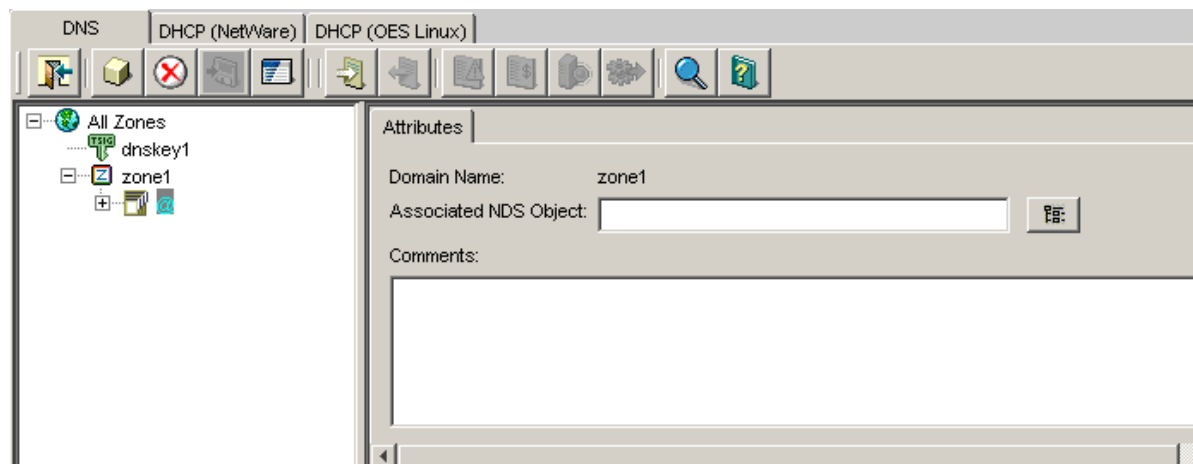 DNS DHCP (NetWare) DHCP (OES Linux)
All Zones
TSIG dnskey1
Z zone1
@
Attributes
Domain Name: zone1
Associated NDS Object:
Comments: